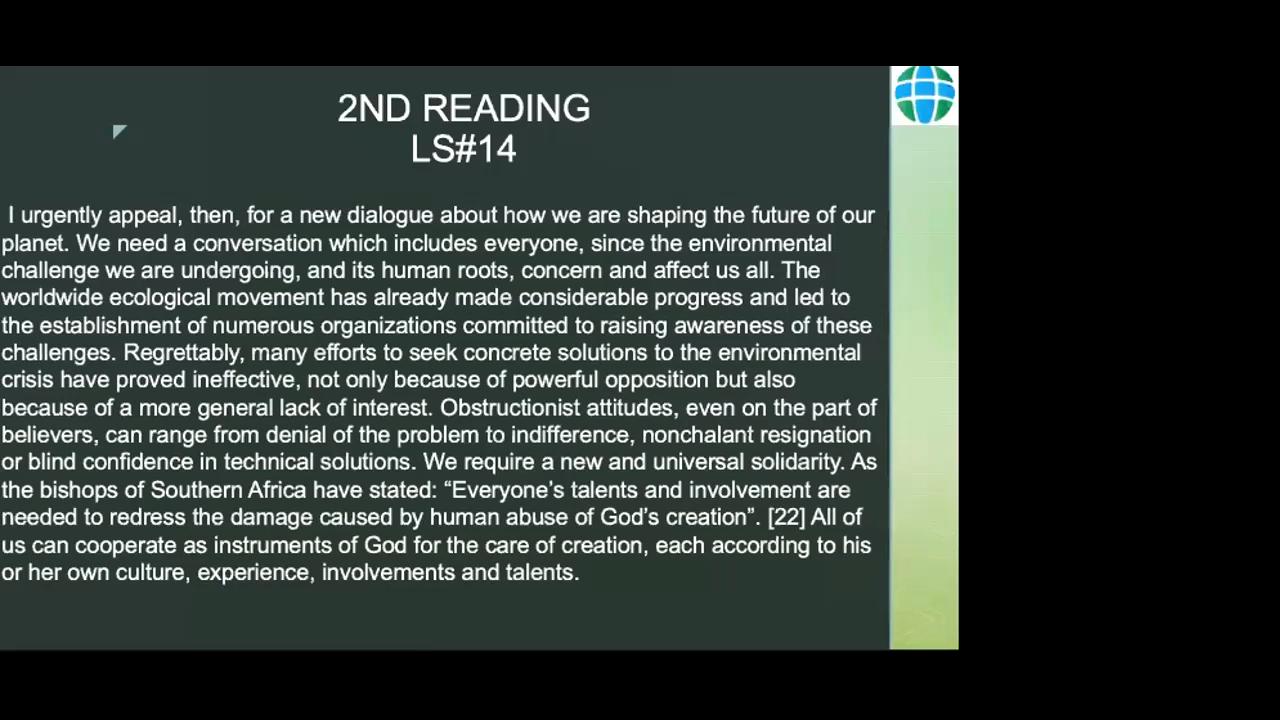 2ND READING
LS#14
I urgently appeal, then, for a new dialogue about how we are shaping the future of our
planet. We need a conversation which includes everyone, since the environmental
challenge we are undergoing, and its human roots, concern and affect us all. The
worldwide ecological movement has already made considerable progress and led to
the establishment of numerous organizations committed to raising awareness of these
challenges. Regrettably, many efforts to seek concrete solutions to the environmental
crisis have proved ineffective, not only because of powerful opposition but also
because of a more general lack of interest. Obstructionist attitudes, even on the part of
believers, can range from denial of the problem to indifference, nonchalant resignation
or blind confidence in technical solutions. We require a new and universal solidarity. As
the bishops of Southern Africa have stated: “Everyone’s talents and involvement are
needed to redress the damage caused by human abuse of God’s creation”. [22] All of
us can cooperate as instruments of God for the care of creation, each according to his
or her own culture, experience, involvements and talents.